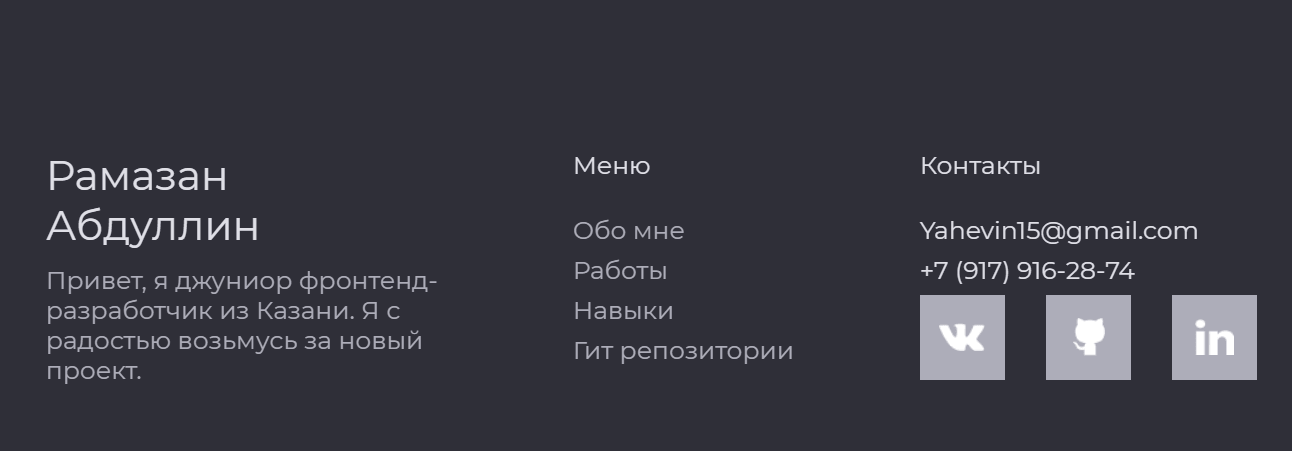 Рамазан
Абдуллин
Привет, я джуниор фронтенд-
разработчик из Казани. Я с
радостью возьмусь за новый
проект.
Меню
Обо мне
Работы
Навыки
Гит репозитории
Контакты
Yahevin15@gmail.com
+7 (917) 916-28-74
in